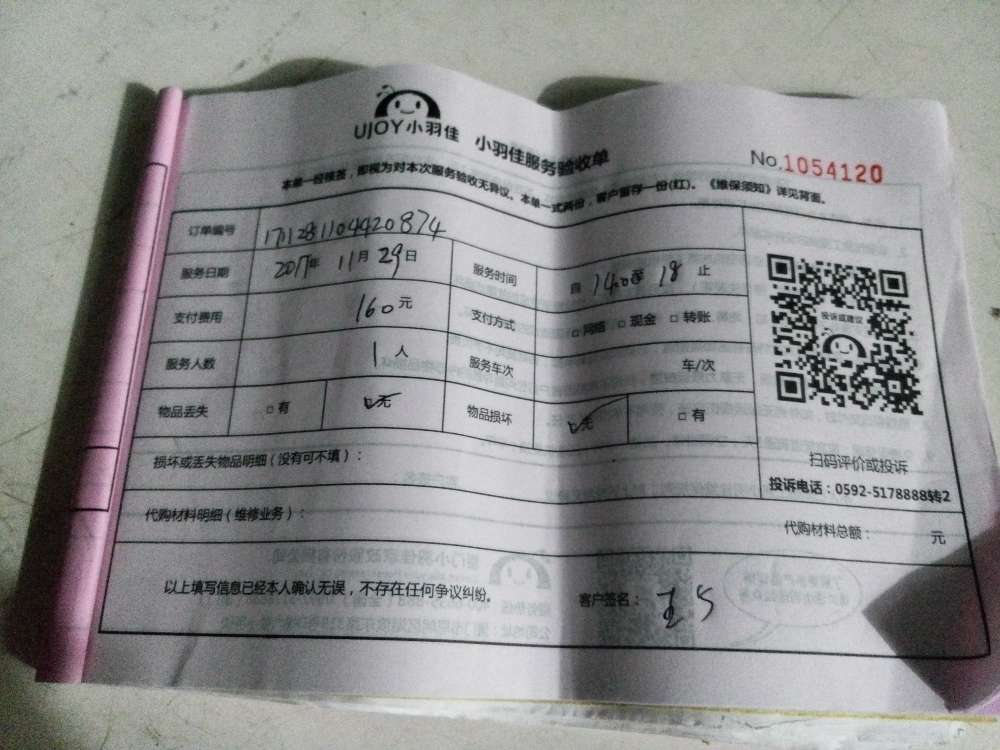 UJOY小羽佳 小羽佳服务验收单
No.1054120
本单一经签, 即视为对本次服务验收无异议。本单一式两份，客户留存一份(红)。《维保须知》详见背面。
订单编号 171281104420874
服务日期 2017年 11月 29日 服务时间 自 14:00至 18 止
支付费用 160元 支付方式 □网络 □现金 □转账
服务人数 1人 服务车次 车/次
物品丢失 □有 ☑无 物品损坏 ☑无 □有
投诉或建议
扫码评价或投诉
投诉电话：0592-5178888转2
损坏或丢失物品明细（没有可不填）：
代购材料明细（维修业务）： 代购材料总额： 元
以上填写信息已经本人确认无误，不存在任何争议纠纷。 客户签名：